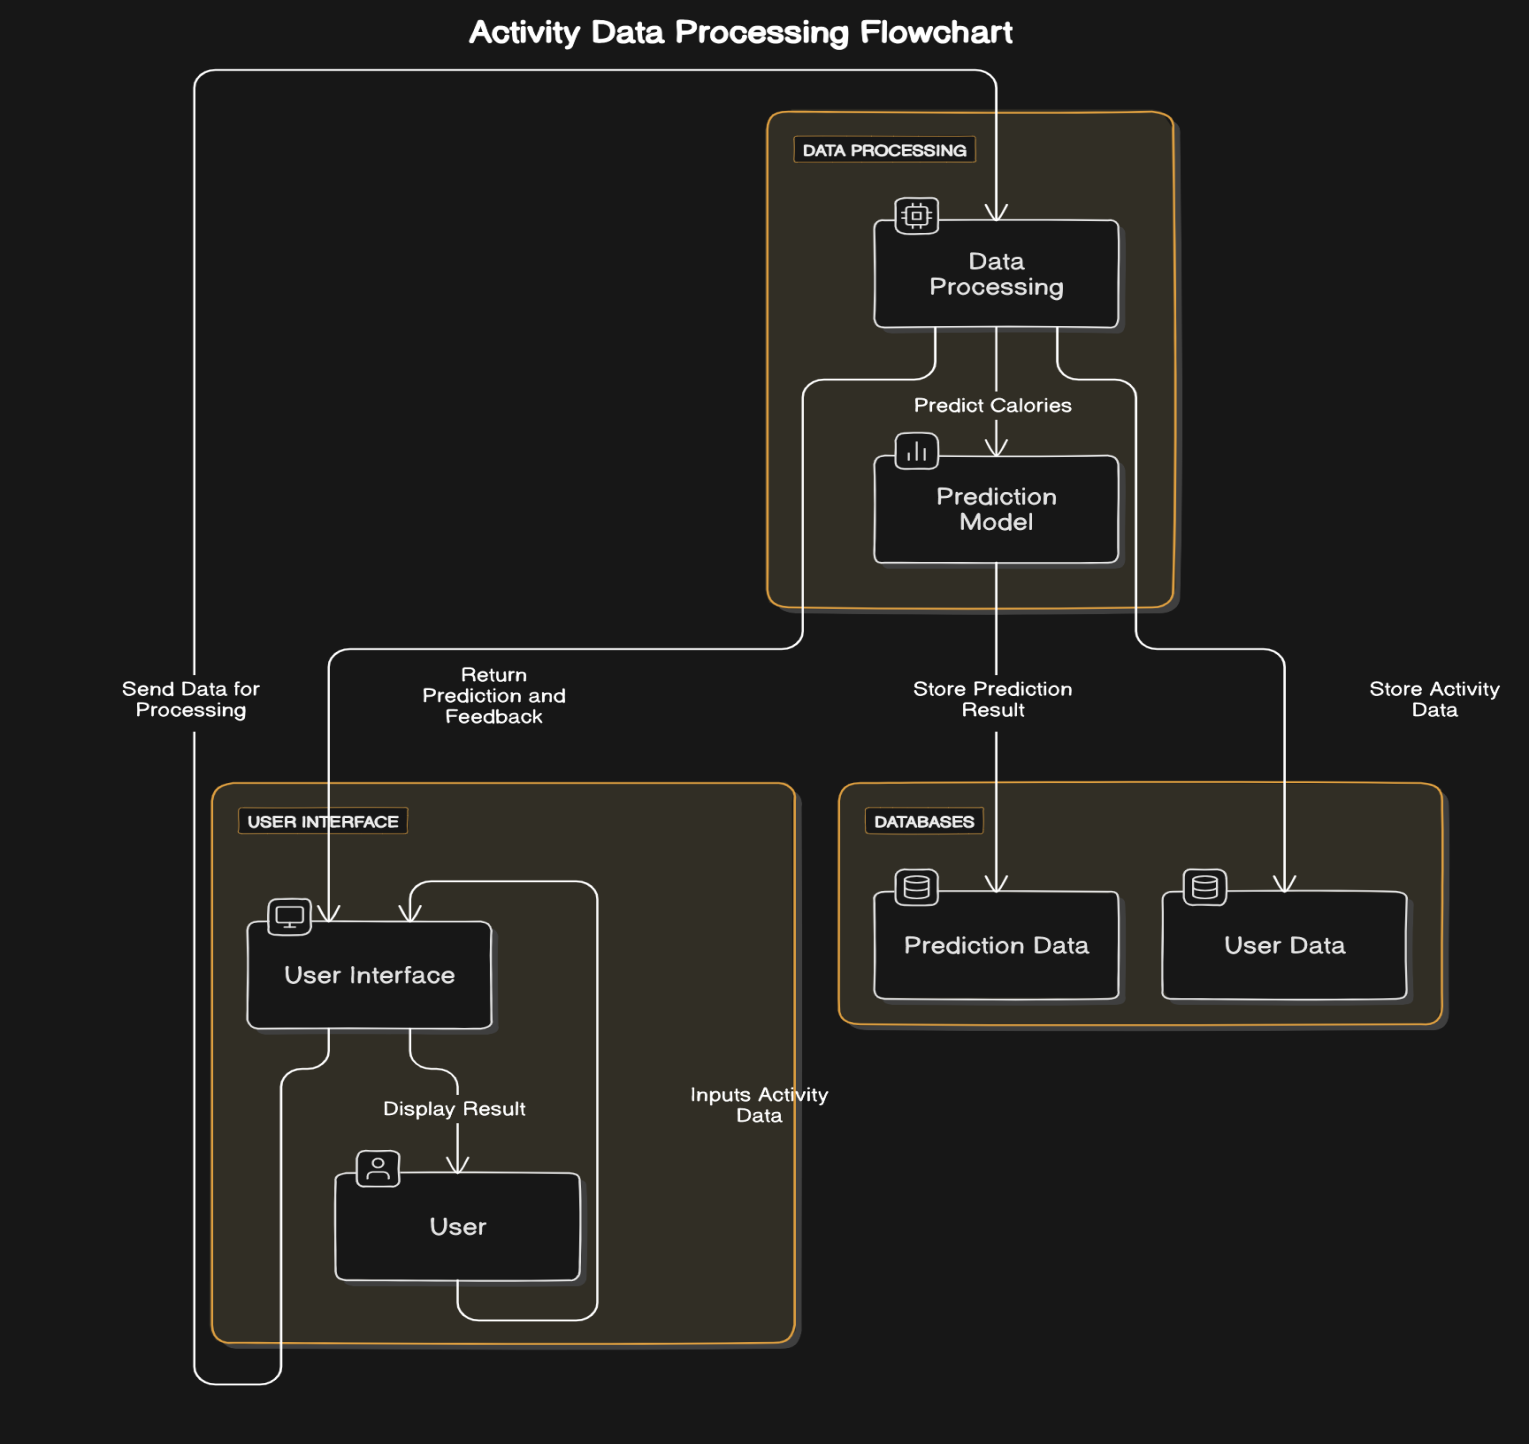 Activity Data Processing Flowchart
DATA PROCESSING
Data
Processing
Predict Calories
Prediction
Model
Send Data for
Processing
Return
Prediction and
Feedback
Store Prediction
Result
Store Activity
Data
USER INTERFACE
DATABASES
Prediction Data
User Data
User Interface
Display Result
Inputs Activity
Data
User